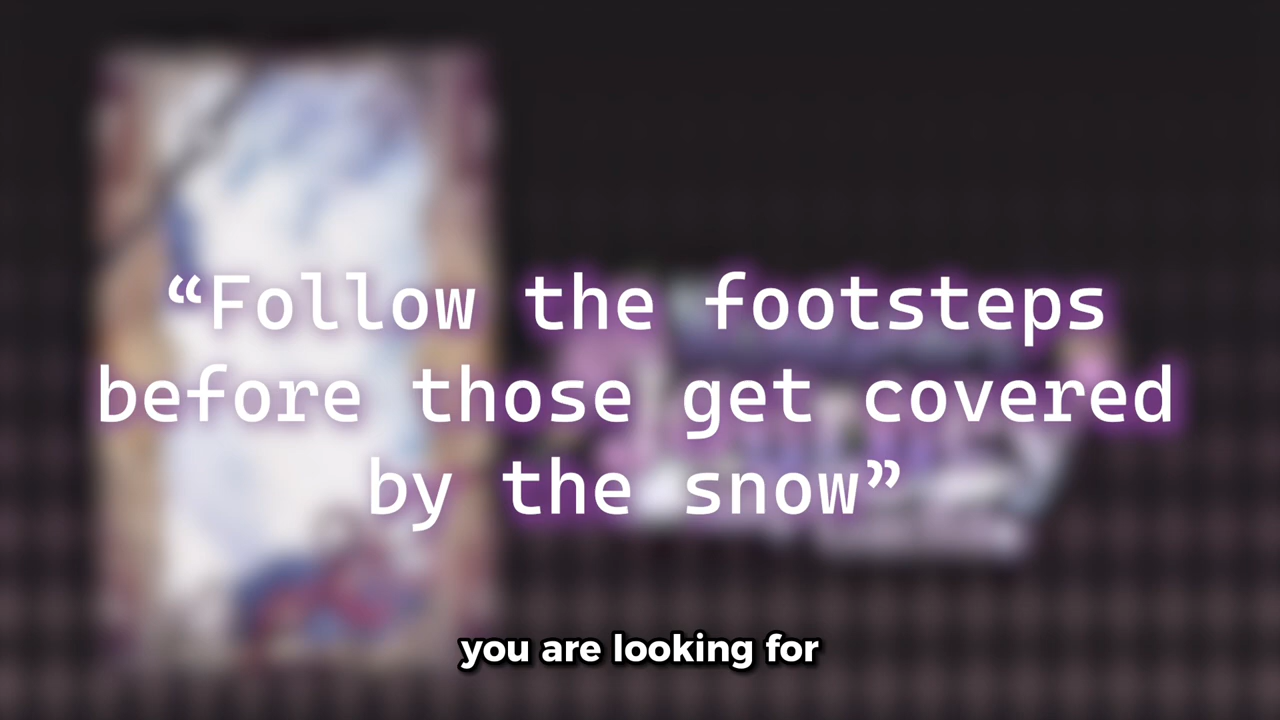 “Follow the footsteps
before those get covered
by the snow”
you are looking for